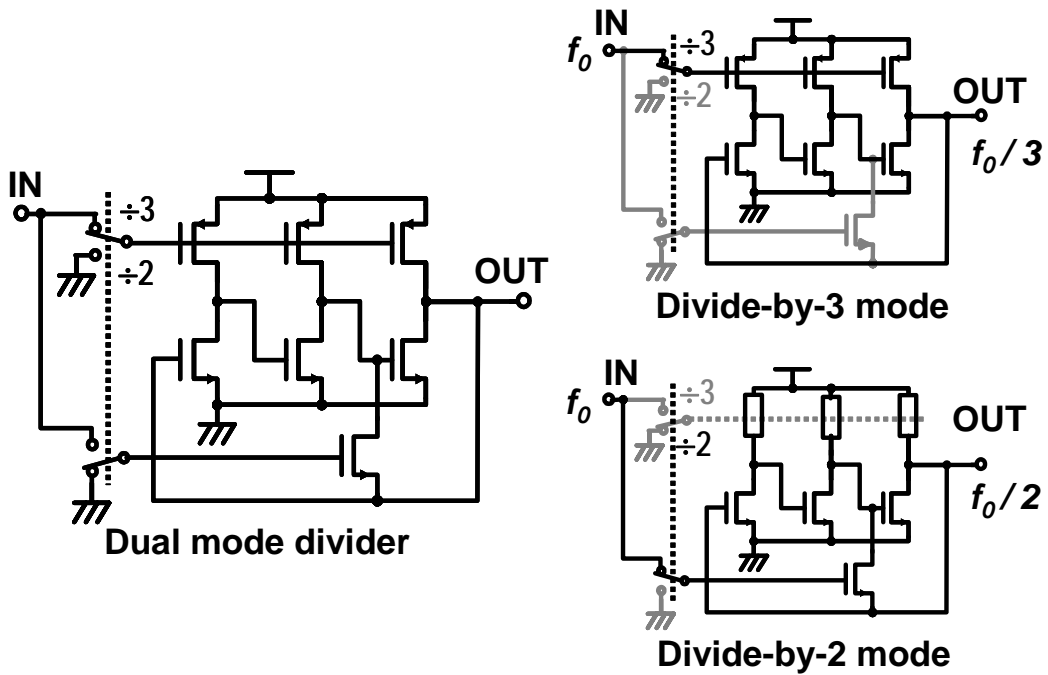 IN
÷3
÷2
OUT
Dual mode divider
IN
f₀
÷3
÷2
OUT
f₀/3
Divide-by-3 mode
IN
f₀
÷3
÷2
OUT
f₀/2
Divide-by-2 mode